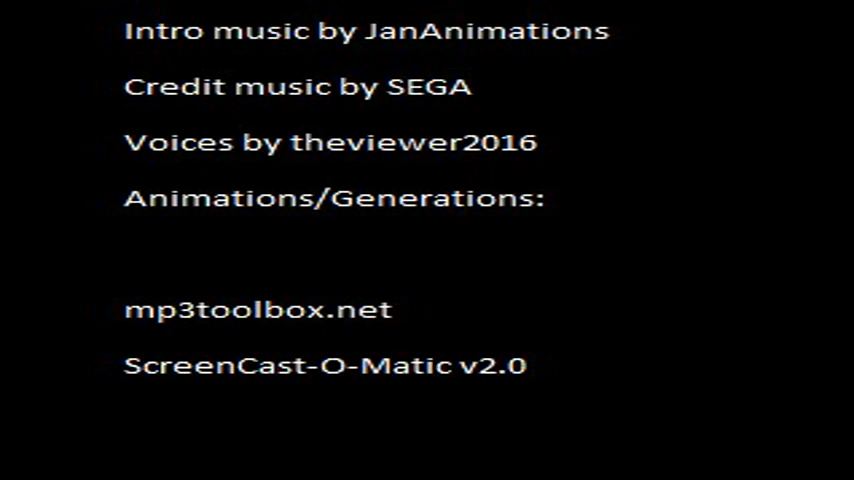 Intro music by JanAnimations
Credit music by SEGA
Voices by theviewer2016
Animations/Generations:
mp3toolbox.net
ScreenCast-O-Matic v2.0